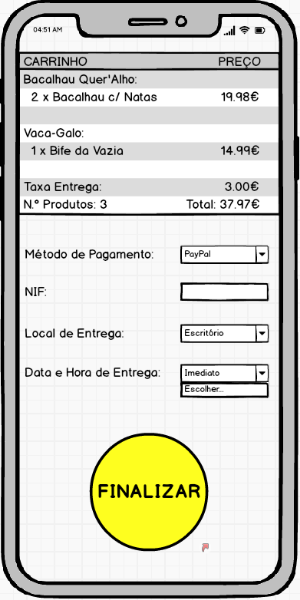 04:51 AM
CARRINHO PREÇO
Bacalhau Quer'Alho:
2 x Bacalhau c/ Natas 19.98€
Vaca-Galo:
1 x Bife da Vazia 14.99€
Taxa Entrega: 3.00€
N.º Produtos: 3 Total: 37.97€
Método de Pagamento: PayPal
NIF:
Local de Entrega: Escritório
Data e Hora de Entrega: Imediato
Escolher...
FINALIZAR